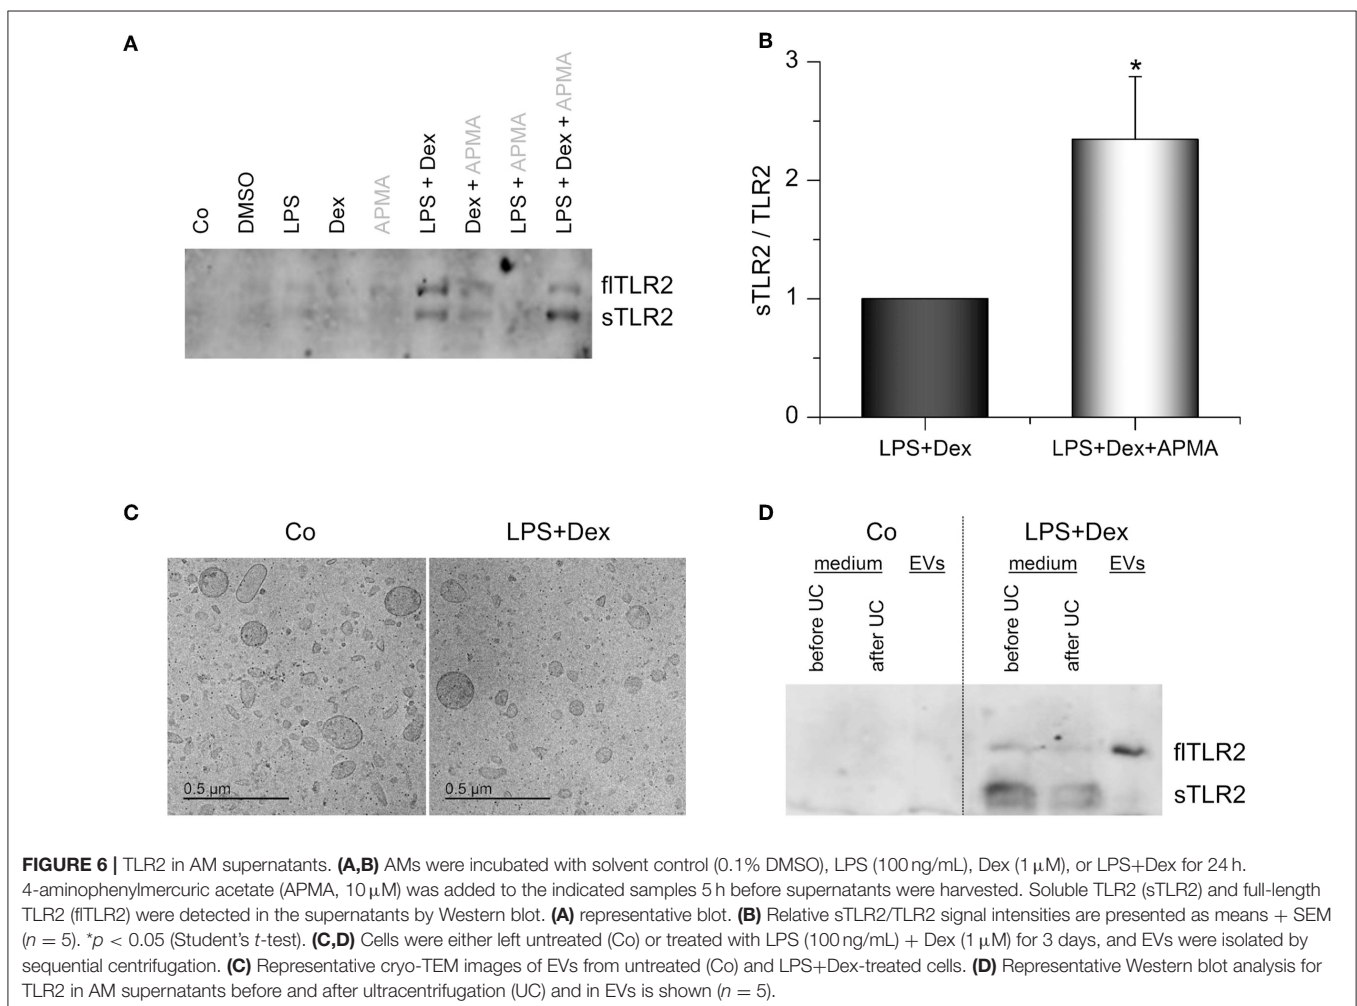 A
Co
DMSO
LPS
Dex
APMA
LPS + Dex
Dex + APMA
LPS + APMA
LPS + Dex + APMA
flTLR2
sTLR2
B
sTLR2 / TLR2
3
2
1
0
*
LPS+Dex
LPS+Dex+APMA
C
Co
LPS+Dex
0.5 µm
0.5 µm
D
Co
LPS+Dex
medium
EVs
medium
EVs
before UC
after UC
before UC
after UC
flTLR2
sTLR2
FIGURE 6 | TLR2 in AM supernatants. (A,B) AMs were incubated with solvent control (0.1% DMSO), LPS (100 ng/mL), Dex (1 µM), or LPS+Dex for 24 h.
4-aminophenylmercuric acetate (APMA, 10 µM) was added to the indicated samples 5 h before supernatants were harvested. Soluble TLR2 (sTLR2) and full-length
TLR2 (flTLR2) were detected in the supernatants by Western blot. (A) representative blot. (B) Relative sTLR2/TLR2 signal intensities are presented as means + SEM
(n = 5). *p < 0.05 (Student's t-test). (C,D) Cells were either left untreated (Co) or treated with LPS (100 ng/mL) + Dex (1 µM) for 3 days, and EVs were isolated by
sequential centrifugation. (C) Representative cryo-TEM images of EVs from untreated (Co) and LPS+Dex-treated cells. (D) Representative Western blot analysis for
TLR2 in AM supernatants before and after ultracentrifugation (UC) and in EVs is shown (n = 5).